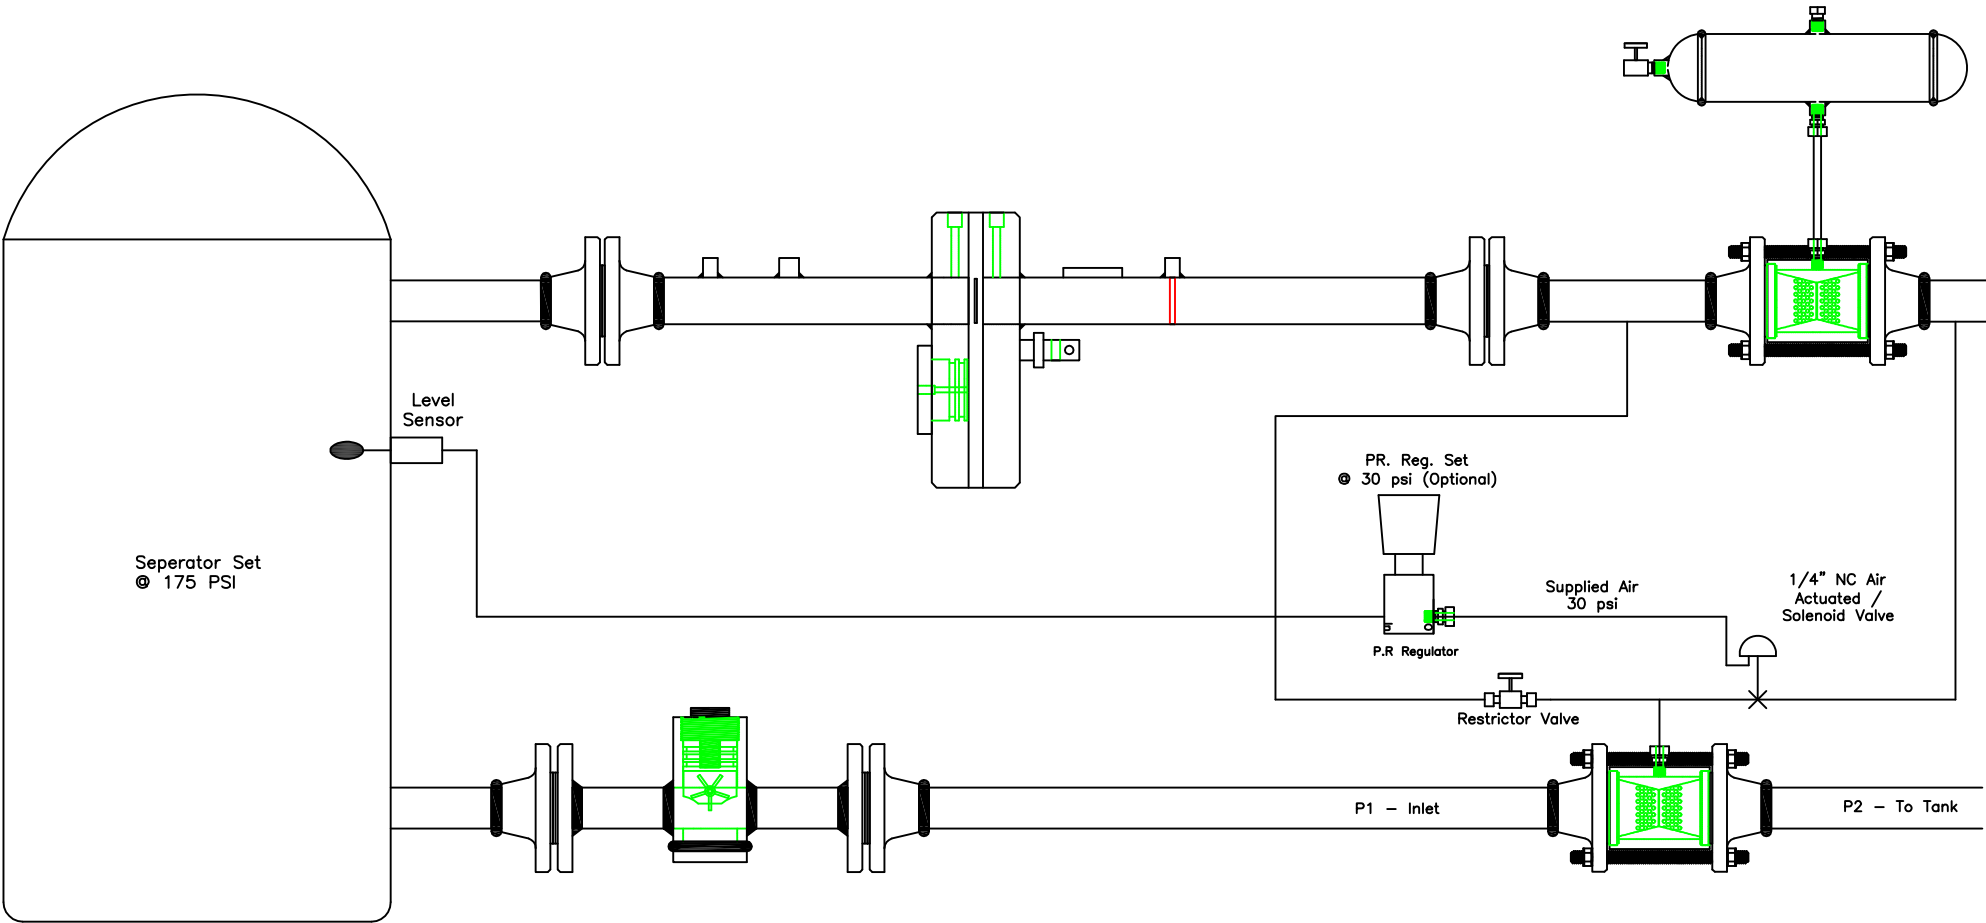 Level
Sensor
PR. Reg. Set
@ 30 psi (Optional)
Seperator Set
@ 175 PSI
Supplied Air
30 psi
1/4" NC Air
Actuated /
Solenoid Valve
P.R Regulator
Restrictor Valve
P1 - Inlet
P2 - To Tank